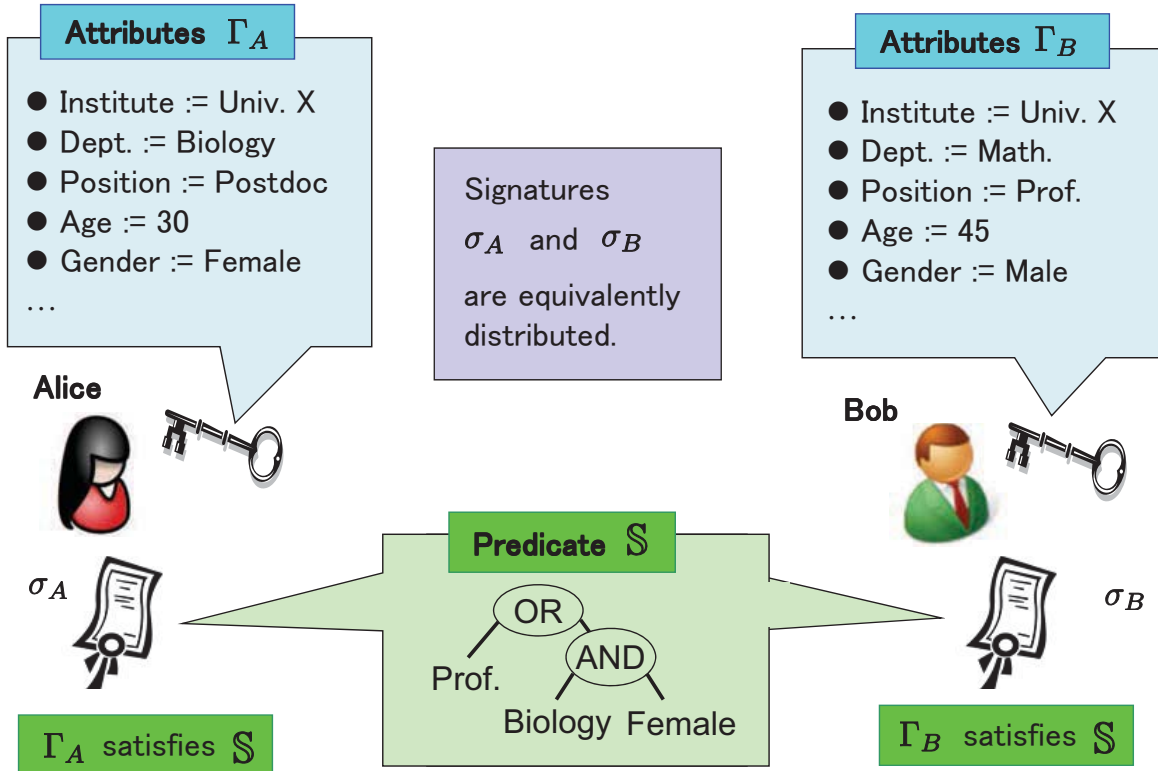 Attributes Γ_A
● Institute := Univ. X
● Dept. := Biology
● Position := Postdoc
● Age := 30
● Gender := Female
…
Signatures
σ_A and σ_B
are equivalently
distributed.
Attributes Γ_B
● Institute := Univ. X
● Dept. := Math.
● Position := Prof.
● Age := 45
● Gender := Male
…
Alice
Bob
σ_A
Predicate 𝕊
OR
AND
Prof.
Biology Female
σ_B
Γ_A satisfies 𝕊
Γ_B satisfies 𝕊